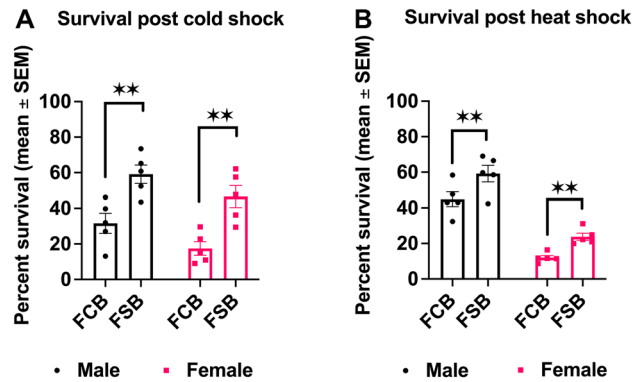 A Survival post cold shock
Percent survival (mean ± SEM)
100
80
60
40
20
0
✶✶
✶✶
FCB
FSB
FCB
FSB
Male
Female
B Survival post heat shock
Percent survival (mean ± SEM)
100
80
60
40
20
0
✶✶
✶✶
FCB
FSB
FCB
FSB
Male
Female